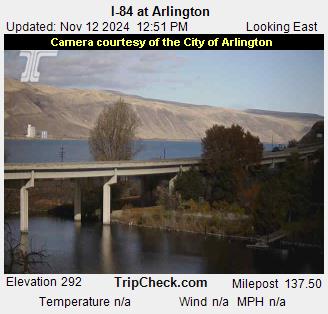 I-84 at Arlington
Updated: Nov 12 2024 12:51 PM Looking East
Camera courtesy of the City of Arlington
Elevation 292 TripCheck.com Milepost 137.50
Temperature n/a Wind n/a MPH n/a